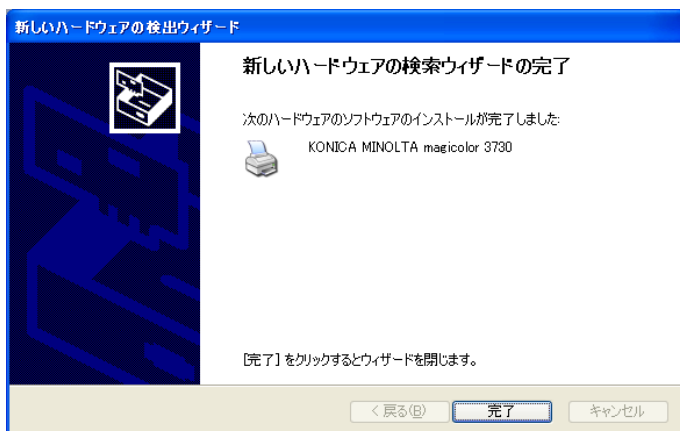 新しいハードウェアの検出ウィザード
新しいハードウェアの検索ウィザードの完了
次のハードウェアのソフトウェアのインストールが完了しました:
KONICA MINOLTA magicolor 3730
[完了] をクリックするとウィザードを閉じます。
< 戻る(B)
完了
キャンセル